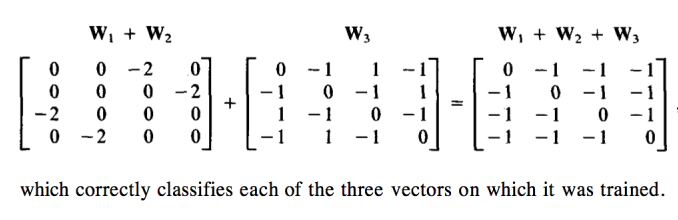 W₁ + W₂ W₃ W₁ + W₂ + W₃
0 0 −2 0 0 −1 1 −1 0 −1 −1 −1
0 0 0 −2 −1 0 −1 1 −1 0 −1 −1
+ =
−2 0 0 0 1 −1 0 −1 −1 −1 0 −1
0 −2 0 0 −1 1 −1 0 −1 −1 −1 0
which correctly classifies each of the three vectors on which it was trained.